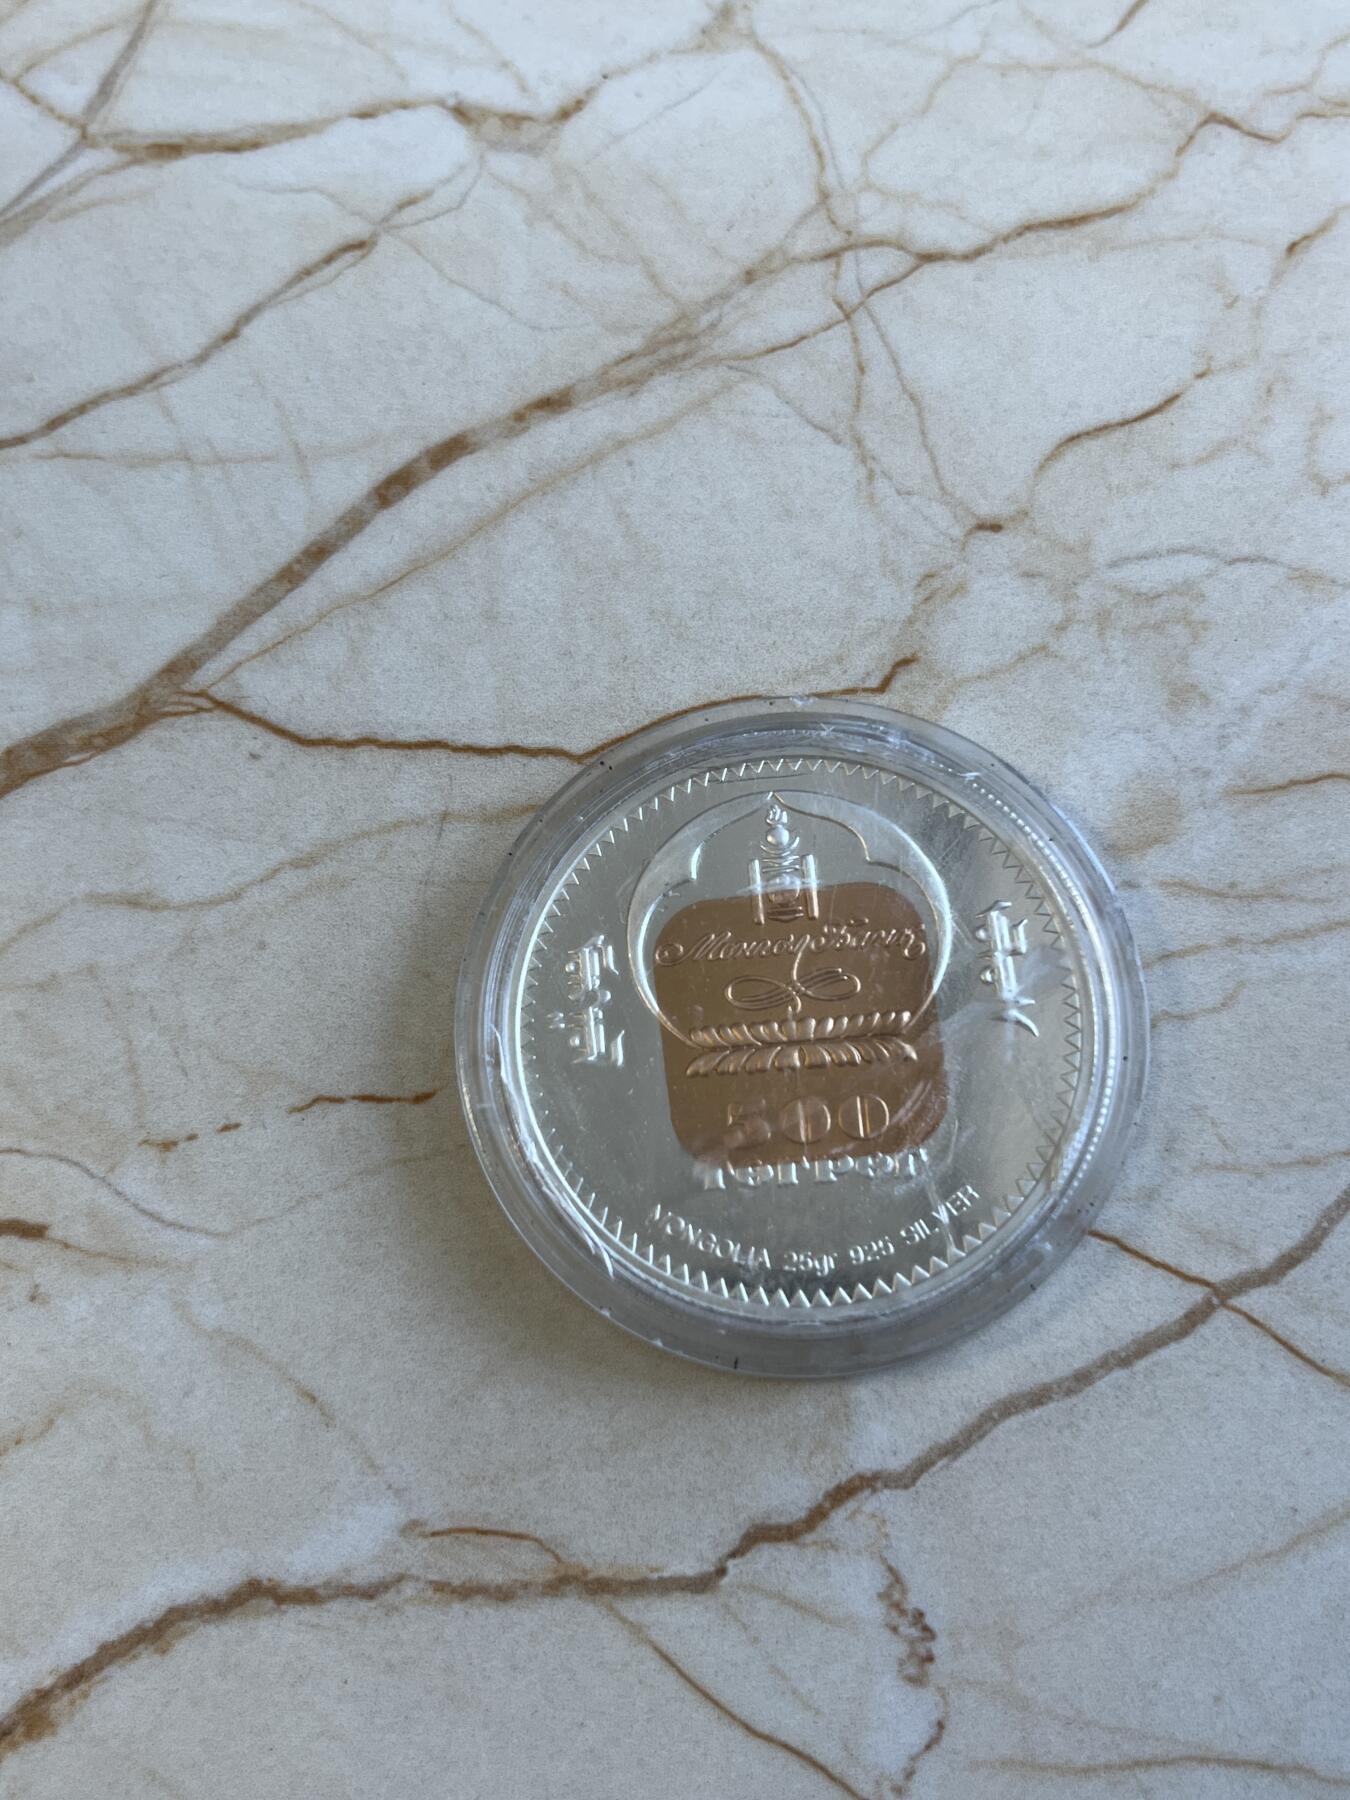 Монгол Банк
500
ТӨГРӨГ
MONGOLIA 25gr 925 SILVER